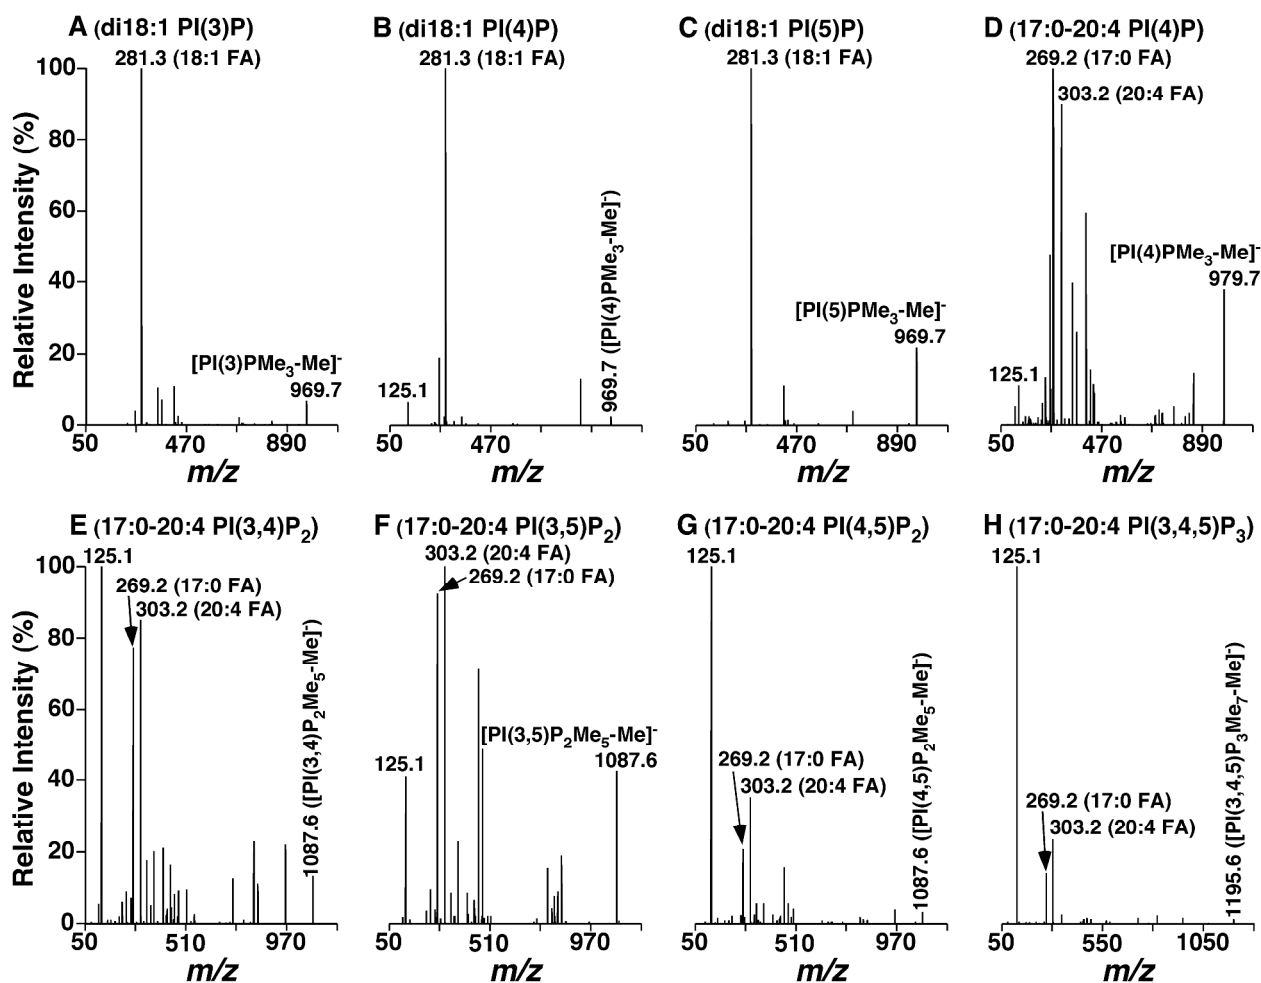 A (di18:1 PI(3)P)
281.3 (18:1 FA)
[PI(3)PMe3-Me]-
969.7
Relative Intensity (%)
100
80
60
40
20
0
50 470 890
m/z
B (di18:1 PI(4)P)
281.3 (18:1 FA)
125.1
969.7 ([PI(4)PMe3-Me]-)
50 470
m/z
C (di18:1 PI(5)P)
281.3 (18:1 FA)
[PI(5)PMe3-Me]-
969.7
50 470 890
m/z
D (17:0-20:4 PI(4)P)
269.2 (17:0 FA)
303.2 (20:4 FA)
[PI(4)PMe3-Me]-
979.7
125.1
50 470 890
m/z
E (17:0-20:4 PI(3,4)P2)
125.1
269.2 (17:0 FA)
303.2 (20:4 FA)
1087.6 ([PI(3,4)P2Me5-Me]-)
Relative Intensity (%)
100
80
60
40
20
0
50 510 970
m/z
F (17:0-20:4 PI(3,5)P2)
303.2 (20:4 FA)
269.2 (17:0 FA)
[PI(3,5)P2Me5-Me]-
1087.6
125.1
50 510 970
m/z
G (17:0-20:4 PI(4,5)P2)
125.1
269.2 (17:0 FA)
303.2 (20:4 FA)
1087.6 ([PI(4,5)P2Me5-Me]-)
50 510 970
m/z
H (17:0-20:4 PI(3,4,5)P3)
125.1
269.2 (17:0 FA)
303.2 (20:4 FA)
1195.6 ([PI(3,4,5)P3Me7-Me]-)
50 550 1050
m/z